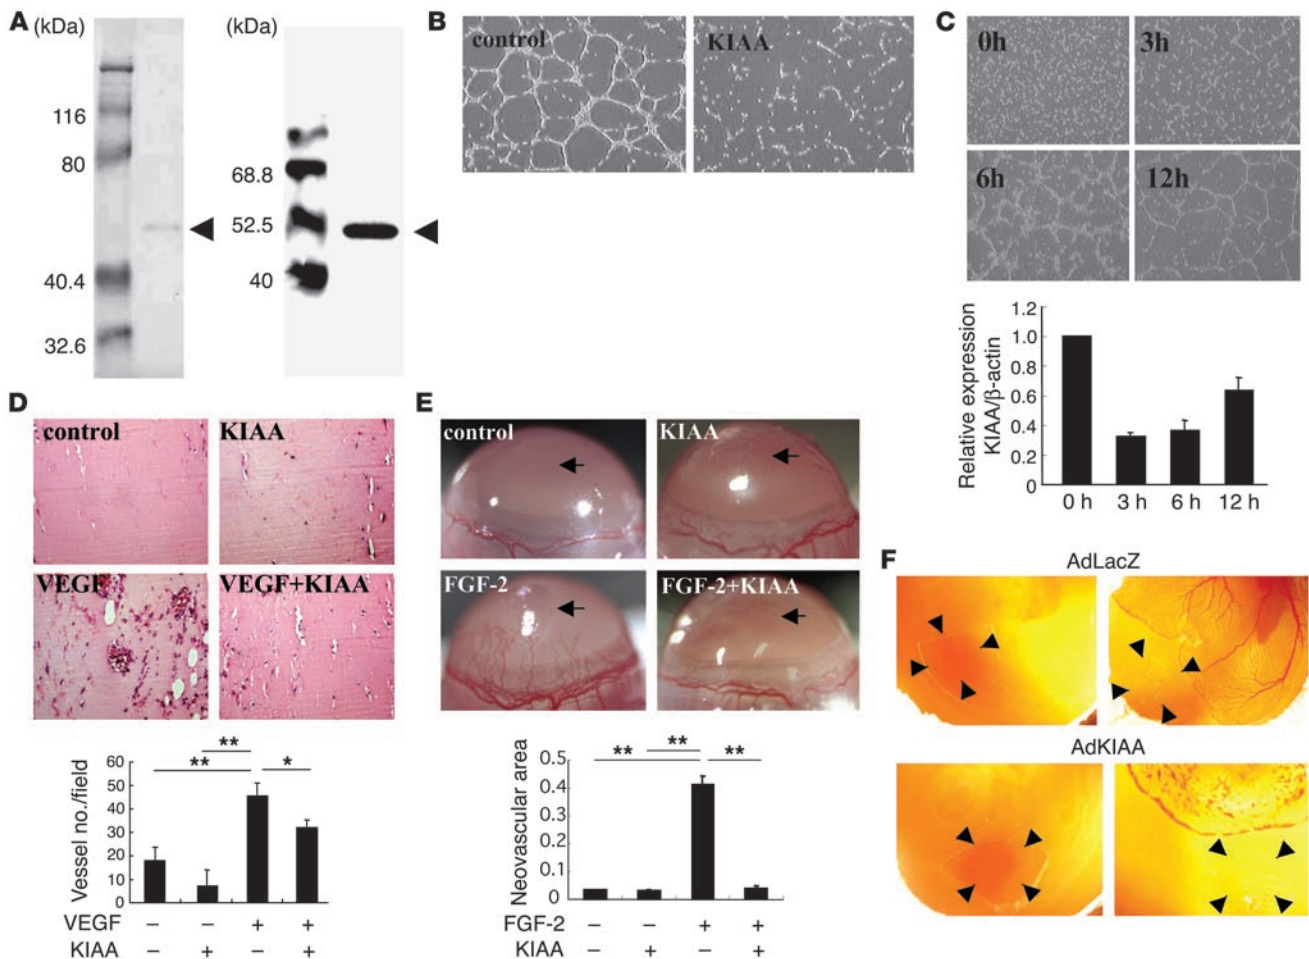 A (kDa)
116
80
40.4
32.6
(kDa)
68.8
52.5
40
B
control
KIAA
C
0h
3h
6h
12h
Relative expression
KIAA/β-actin
1.2
1.0
0.8
0.6
0.4
0.2
0
0 h 3 h 6 h 12 h
D
control
KIAA
VEGF
VEGF+KIAA
Vessel no./field
60
50
40
30
20
10
0
**
**
*
VEGF – – + +
KIAA – + – +
E
control
KIAA
FGF-2
FGF-2+KIAA
Neovascular area
0.5
0.4
0.3
0.2
0.1
0
** ** **
FGF-2 – – + +
KIAA – + – +
F
AdLacZ
AdKIAA